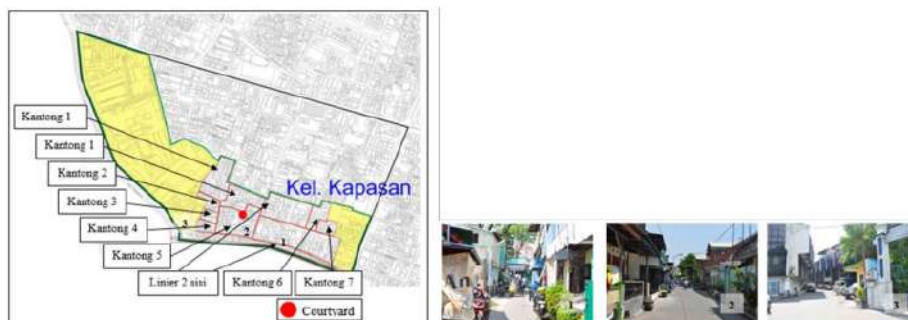 Kantong 1
Kantong 1
Kantong 2
Kel. Kapasan
Kantong 3
Kantong 4
3
2
1
Kantong 5
Linier 2 sisi
Kantong 6
Kantong 7
Courtyard
1
2
3